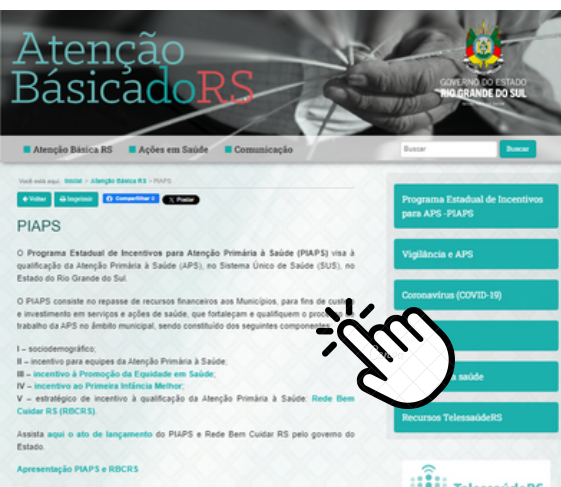 Atenção
BásicadoRS
GOVERNO DO ESTADO
RIO GRANDE DO SUL
Atenção Básica RS
Ações em Saúde
Comunicação
Buscar
Buscar
Você está aqui: Inicial > Atenção Básica RS > PIAPS
Voltar
Imprimir
Compartilhar
Postar
PIAPS
O Programa Estadual de Incentivos para Atenção Primária à Saúde (PIAPS) visa à
qualificação da Atenção Primária à Saúde (APS), no Sistema Único de Saúde (SUS), no
Estado do Rio Grande do Sul.
O PIAPS consiste no repasse de recursos financeiros aos Municípios, para fins de custeio
e investimento em serviços e ações de saúde, que fortaleçam e qualifiquem o
trabalho da APS no âmbito municipal, sendo constituído dos seguintes componentes:
I – sociodemográfico;
II – incentivo para equipes da Atenção Primária à Saúde;
III – incentivo à Promoção da Equidade em Saúde;
IV – incentivo ao Primeira Infância Melhor;
V – estratégico de incentivo à qualificação da Atenção Primária à Saúde: Rede Bem
Cuidar RS (RBCRS).
Assista aqui o ato de lançamento do PIAPS e Rede Bem Cuidar RS pelo governo do
Estado.
Apresentação PIAPS e RBCRS
Programa Estadual de Incentivos
para APS -PIAPS
Vigilância e APS
Coronavírus (COVID-19)
saúde
Recursos TelessaúdeRS
TelessaúdeRS